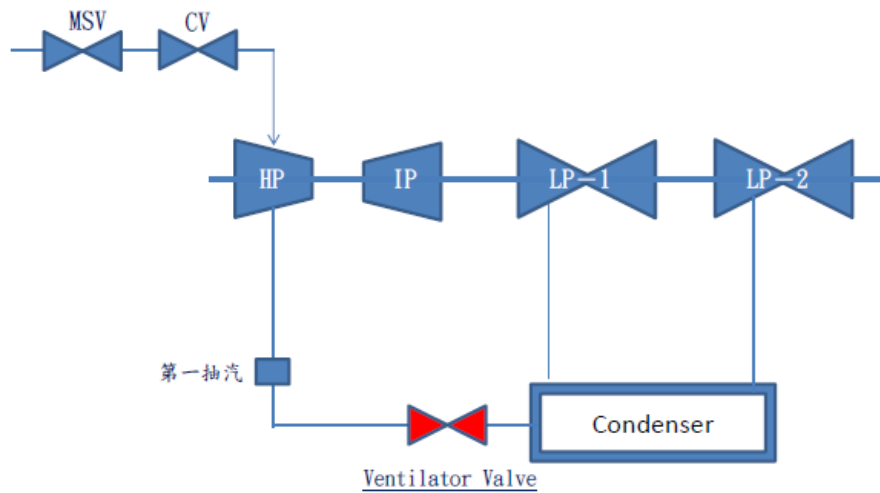 MSV
CV
HP
IP
LP-1
LP-2
第一抽汽
Condenser
Ventilator Valve